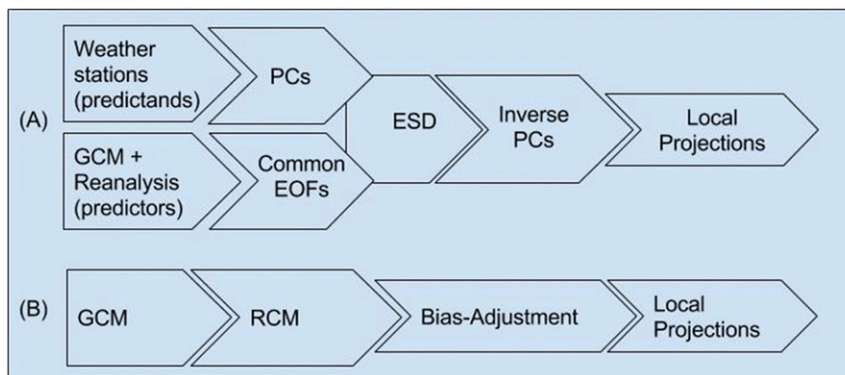 (A)
Weather
stations
(predictands)
PCs
GCM +
Reanalysis
(predictors)
Common
EOFs
ESD
Inverse
PCs
Local
Projections
(B)
GCM
RCM
Bias-Adjustment
Local
Projections